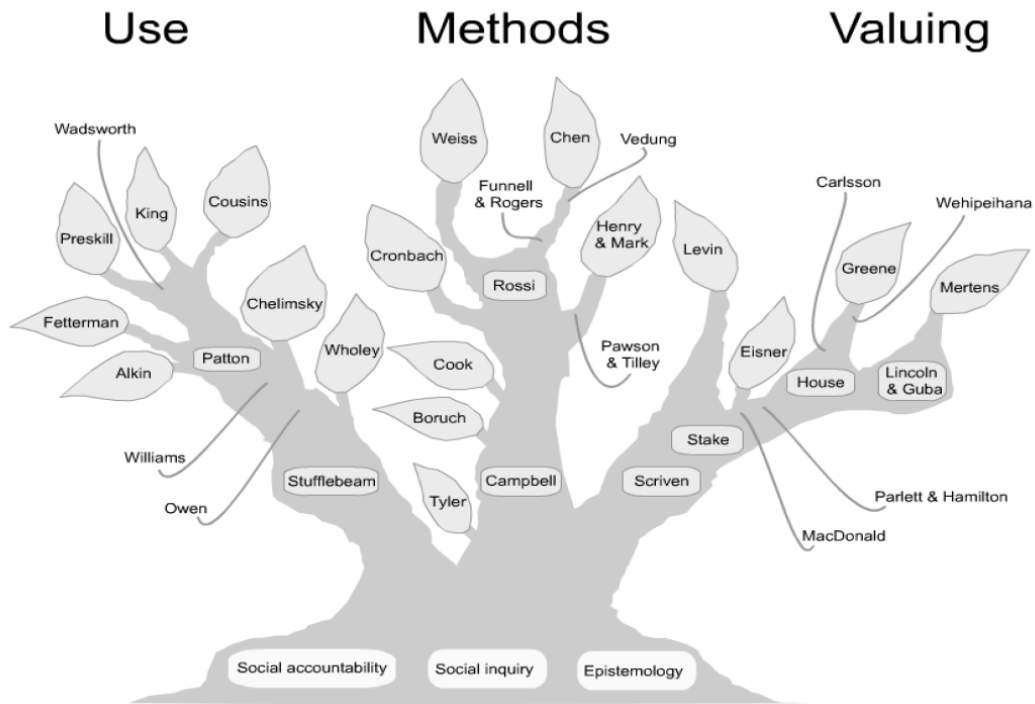 Use
Methods
Valuing
Wadsworth
King
Cousins
Preskill
Chelimsky
Fetterman
Wholey
Patton
Alkin
Williams
Owen
Stufflebeam
Weiss
Chen
Vedung
Funnell
& Rogers
Henry
& Mark
Cronbach
Rossi
Pawson
& Tilley
Cook
Boruch
Tyler
Campbell
Levin
Carlsson
Wehipeihana
Greene
Mertens
Eisner
House
Lincoln
& Guba
Stake
Scriven
Parlett & Hamilton
MacDonald
Social accountability
Social inquiry
Epistemology